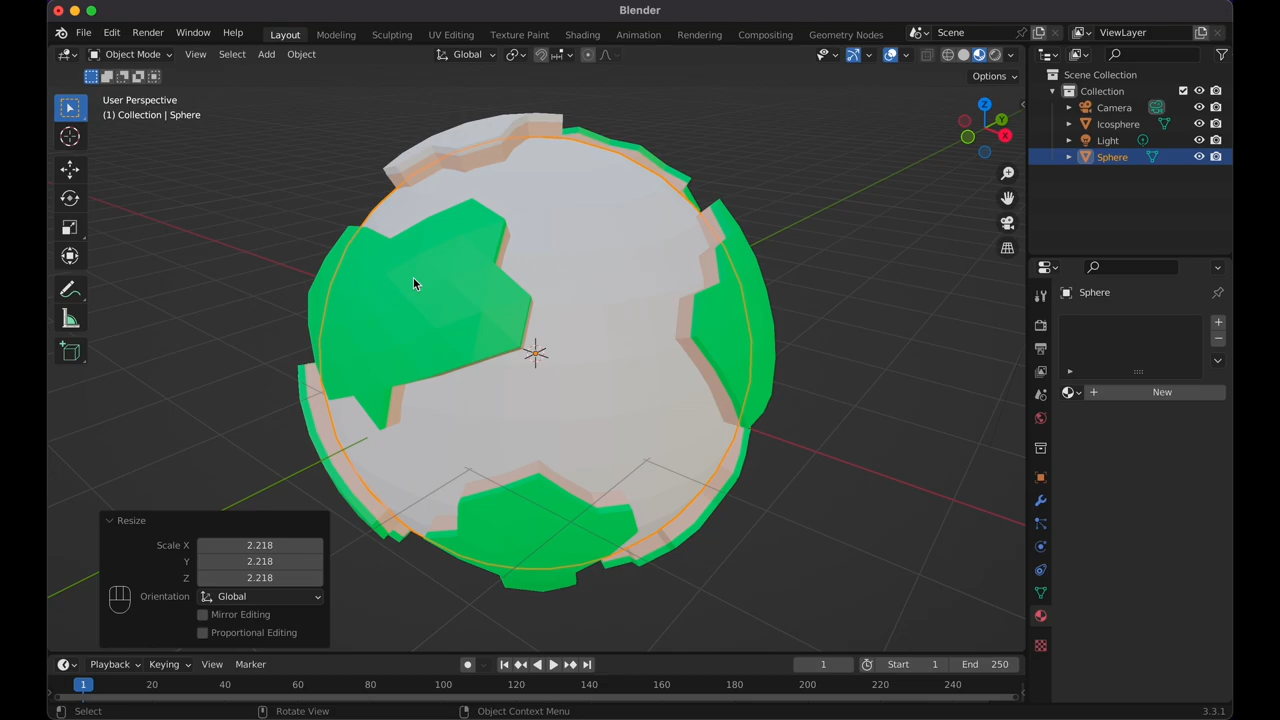 Blender
File Edit Render Window Help Layout Modeling Sculpting UV Editing Texture Paint Shading Animation Rendering Compositing Geometry Nodes Scene ViewLayer
Object Mode View Select Add Object Global
Options
User Perspective
(1) Collection | Sphere
Z
Y
X
Scene Collection
Collection
Camera
Icosphere
Light
Sphere
Sphere
New
Resize
Scale X 2.218
Y 2.218
Z 2.218
Orientation Global
Mirror Editing
Proportional Editing
Playback Keying View Marker 1 Start 1 End 250
1 20 40 60 80 100 120 140 160 180 200 220 240
Select Rotate View Object Context Menu 3.3.1